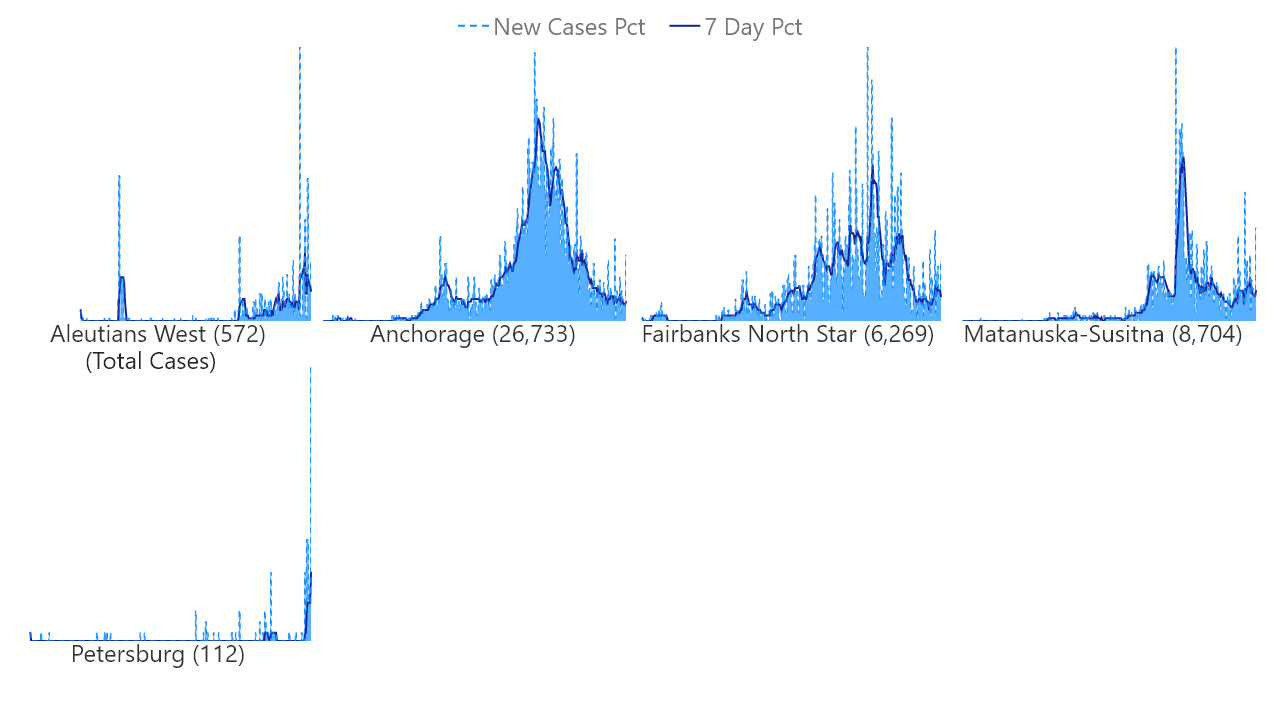 New Cases Pct 7 Day Pct
Aleutians West (572)
(Total Cases)
Anchorage (26,733)
Fairbanks North Star (6,269)
Matanuska-Susitna (8,704)
Petersburg (112)